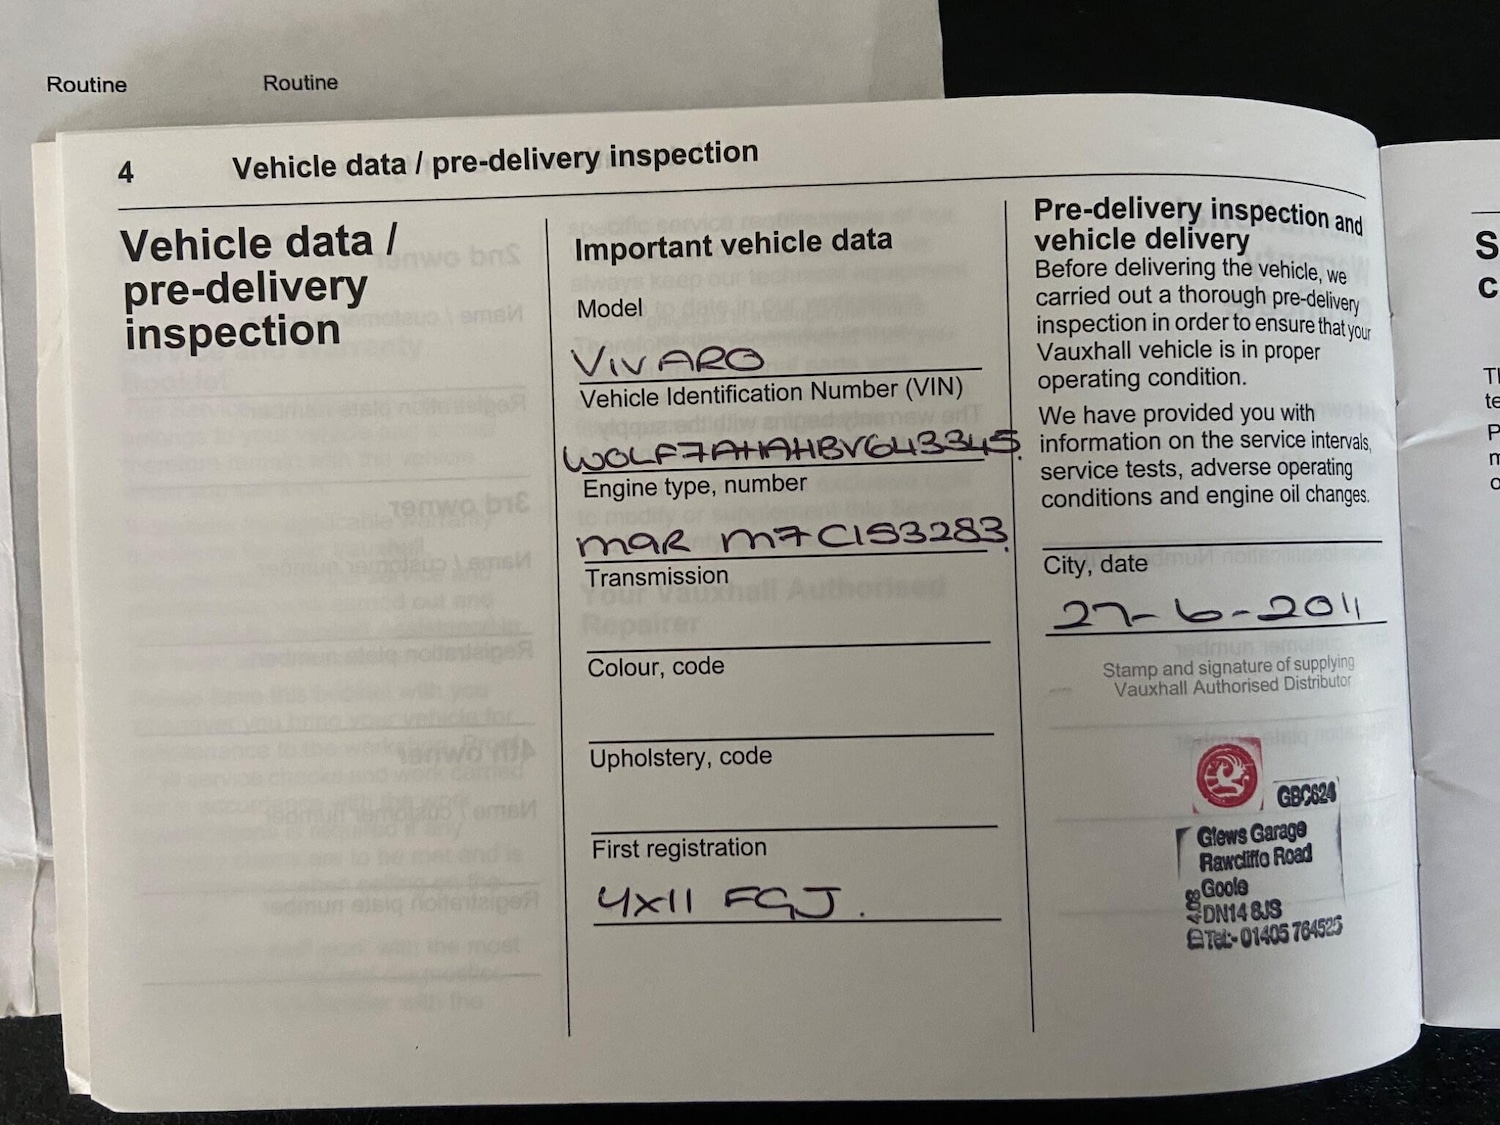 Routine Routine
4 Vehicle data / pre-delivery inspection
Vehicle data /
pre-delivery
inspection
Important vehicle data
Model
VIVARO
Vehicle Identification Number (VIN)
WOLF7AHAHBV643345.
Engine type, number
M9R M7C153283.
Transmission
Colour, code
Upholstery, code
First registration
YX11 FGJ.
Pre-delivery inspection and
vehicle delivery
Before delivering the vehicle, we
carried out a thorough pre-delivery
inspection in order to ensure that your
Vauxhall vehicle is in proper
operating condition.
We have provided you with
information on the service intervals,
service tests, adverse operating
conditions and engine oil changes.
City, date
27-6-2011
Stamp and signature of supplying
Vauxhall Authorised Distributor
GBC624
Glews Garage
Rawcliffe Road
Goole
DN14 8JS
Tel:- 01405 764525
S
c